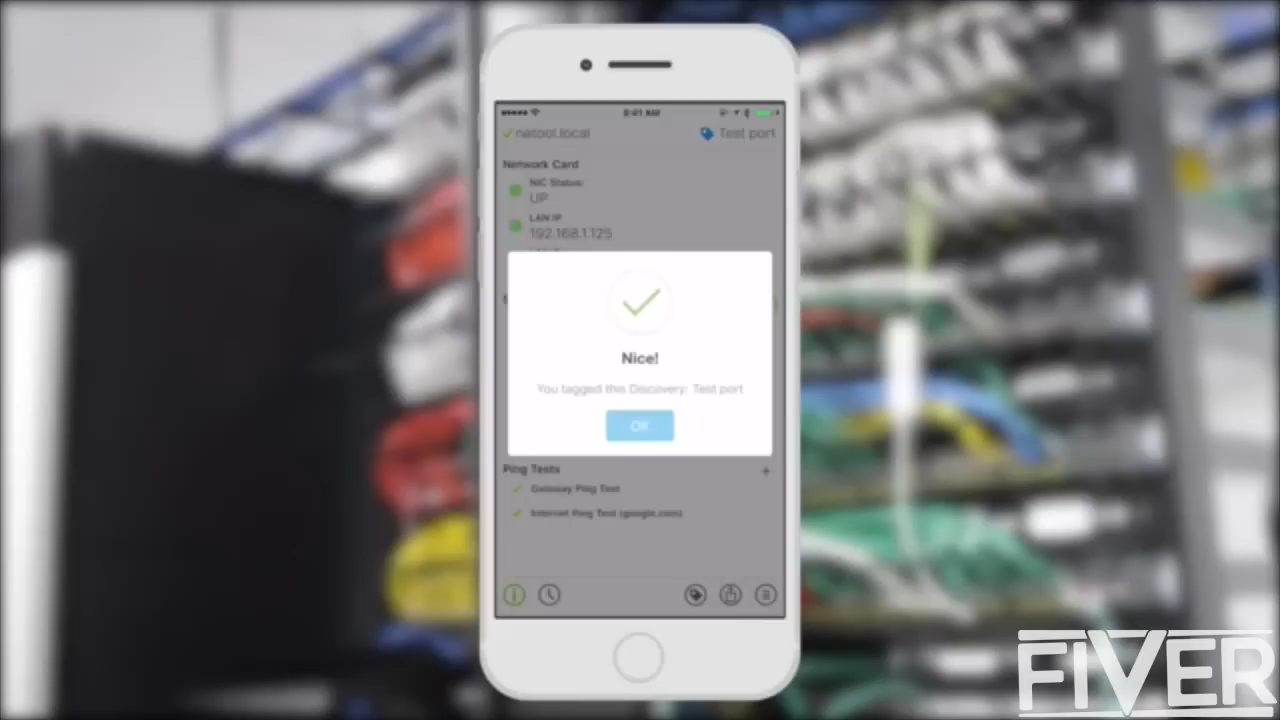 9:41 AM
netool.local
Test port
Network Card
NIC Status:
UP
LAN IP
192.168.1.125
Nice!
You tagged this Discovery: Test port
OK
Ping Tests
+
Gateway Ping Test
Internet Ping Test (google.com)
FIVER